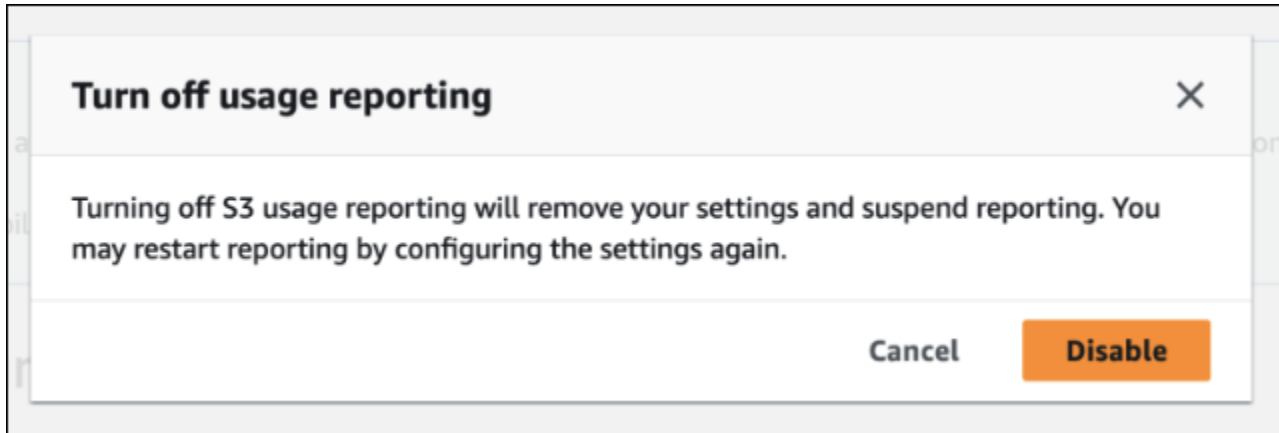 Turn off usage reporting
Turning off S3 usage reporting will remove your settings and suspend reporting. You
may restart reporting by configuring the settings again.
Cancel
Disable